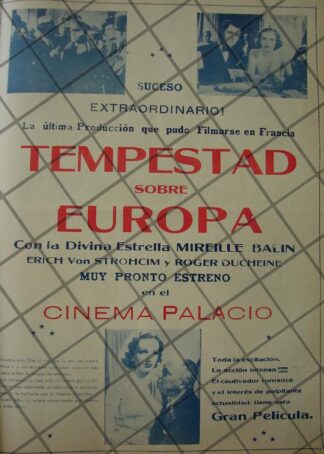 SUCESO
EXTRAORDINARIO!
La última Producción que pudo Filmarse en Francia
TEMPESTAD
SOBRE
EUROPA
Con la Divina Estrella MIREILLE BALIN
ERICH Von STROHCIM y ROGER DUCHEINE
MUY PRONTO ESTRENO
en el
CINEMA PALACIO
Toda la excitación.
La acción intensa
El cautivador romance
y el interés de palpitante
actualidad, tiene esta
Gran Película.